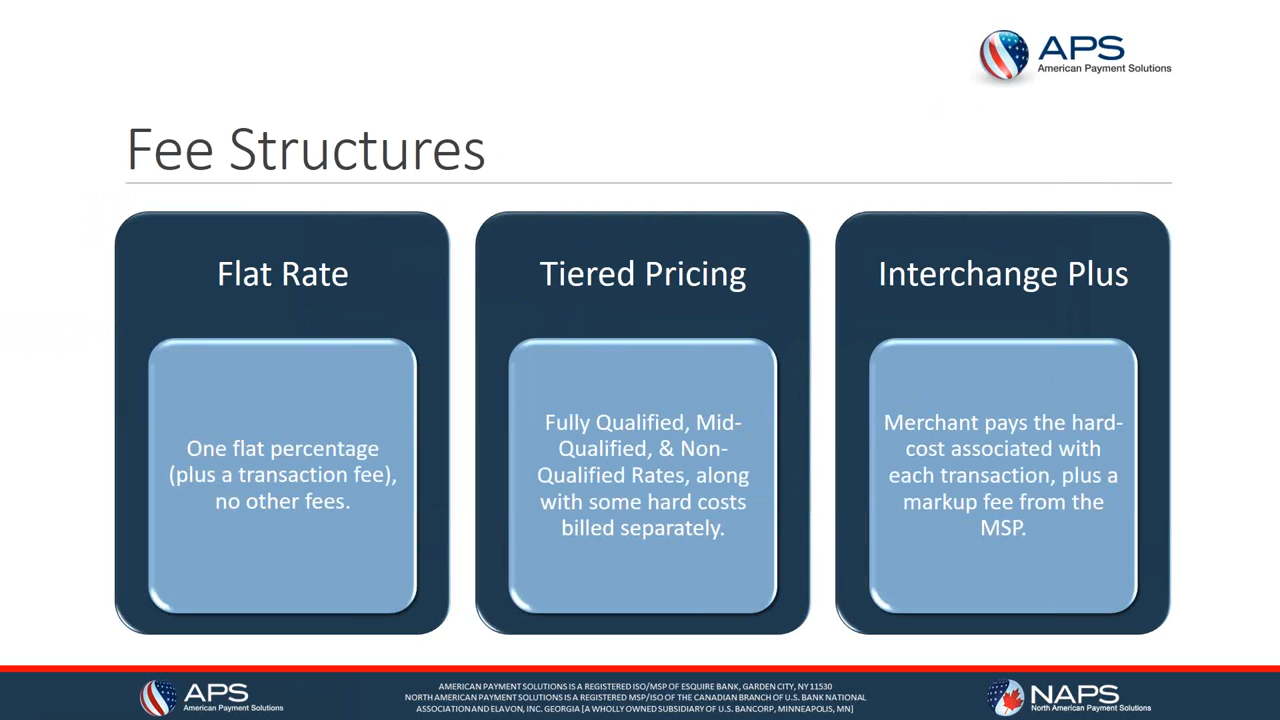 APS
American Payment Solutions
Fee Structures
Flat Rate
One flat percentage
(plus a transaction fee),
no other fees.
Tiered Pricing
Fully Qualified, Mid-
Qualified, & Non-
Qualified Rates, along
with some hard costs
billed separately.
Interchange Plus
Merchant pays the hard-
cost associated with
each transaction, plus a
markup fee from the
MSP.
APS
American Payment Solutions
AMERICAN PAYMENT SOLUTIONS IS A REGISTERED ISO/MSP OF ESQUIRE BANK, GARDEN CITY, NY 11530
NORTH AMERICAN PAYMENT SOLUTIONS IS A REGISTERED MSP/ISO OF THE CANADIAN BRANCH OF U.S. BANK NATIONAL
ASSOCIATION AND ELAVON, INC. GEORGIA [A WHOLLY OWNED SUBSIDIARY OF U.S. BANCORP, MINNEAPOLIS, MN]
NAPS
North American Payment Solutions